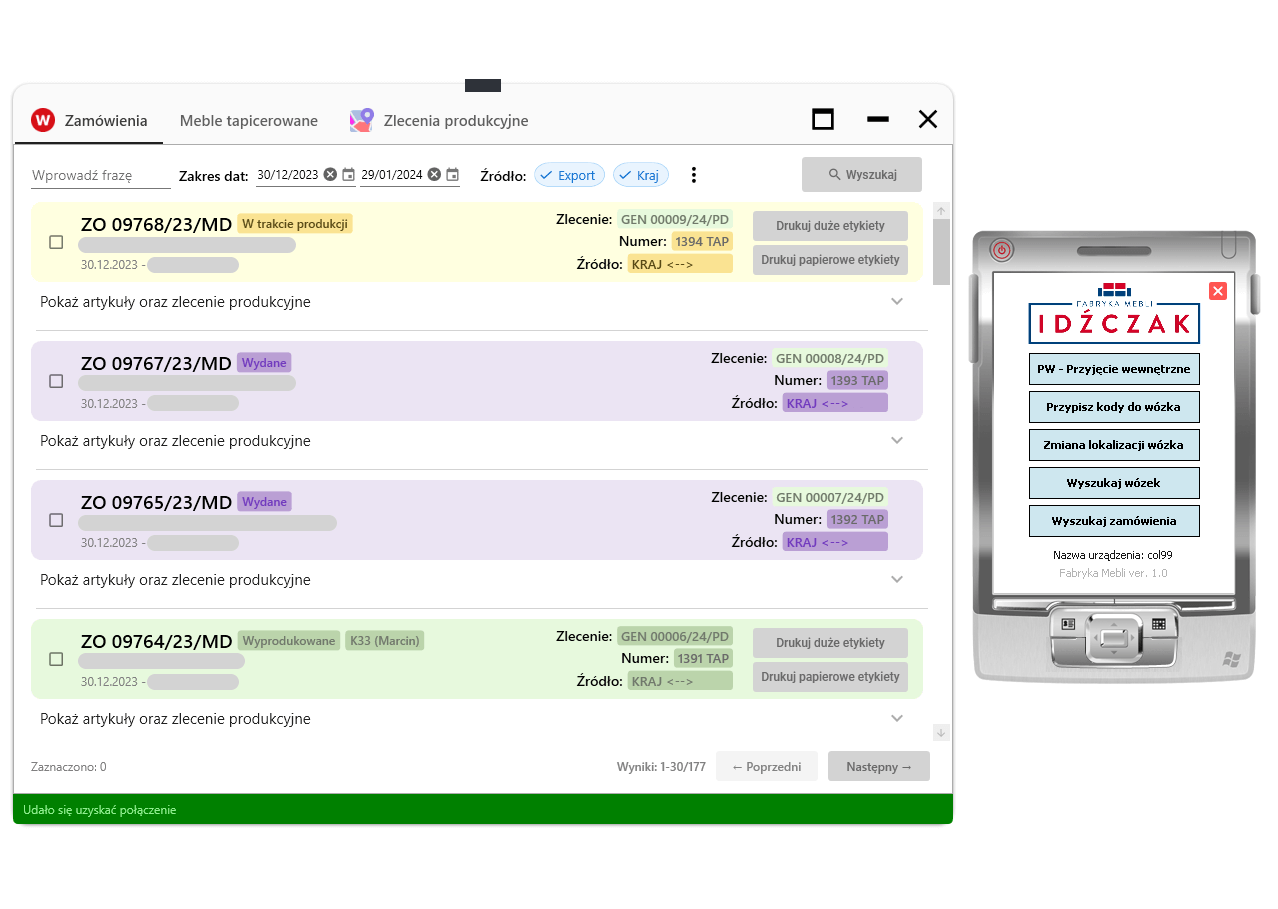 W Zamówienia Meble tapicerowane Zlecenia produkcyjne
Wprowadź frazę Zakres dat: 30/12/2023 29/01/2024 Źródło: Export Kraj Wyszukaj
ZO 09768/23/MD W trakcie produkcji
30.12.2023 -
Zlecenie: GEN 00009/24/PD
Numer: 1394 TAP
Źródło: KRAJ <-->
Drukuj duże etykiety
Drukuj papierowe etykiety
Pokaż artykuły oraz zlecenie produkcyjne
ZO 09767/23/MD Wydane
30.12.2023 -
Zlecenie: GEN 00008/24/PD
Numer: 1393 TAP
Źródło: KRAJ <-->
Pokaż artykuły oraz zlecenie produkcyjne
ZO 09765/23/MD Wydane
30.12.2023 -
Zlecenie: GEN 00007/24/PD
Numer: 1392 TAP
Źródło: KRAJ <-->
Pokaż artykuły oraz zlecenie produkcyjne
ZO 09764/23/MD Wyprodukowane K33 (Marcin)
30.12.2023 -
Zlecenie: GEN 00006/24/PD
Numer: 1391 TAP
Źródło: KRAJ <-->
Drukuj duże etykiety
Drukuj papierowe etykiety
Pokaż artykuły oraz zlecenie produkcyjne
Zaznaczono: 0 Wyniki: 1-30/177 ← Poprzedni Następny →
Udało się uzyskać połączenie
FABRYKA MEBLI
IDŹCZAK
PW - Przyjęcie wewnętrzne
Przypisz kody do wózka
Zmiana lokalizacji wózka
Wyszukaj wózek
Wyszukaj zamówienia
Nazwa urządzenia: col99
Fabryka Mebli ver. 1.0